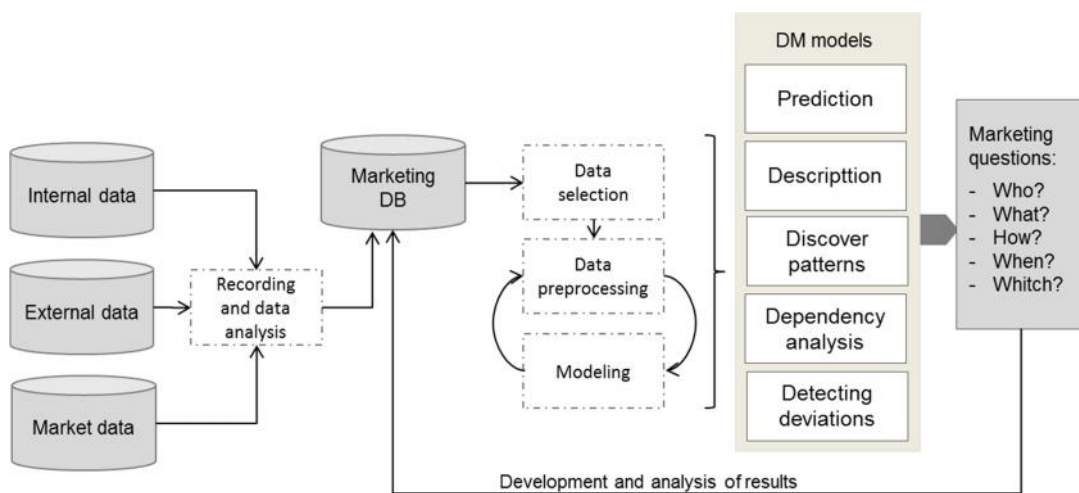 Internal data
External data
Market data
Recording
and data
analysis
Marketing
DB
Data
selection
Data
preprocessing
Modeling
DM models
Prediction
Descripttion
Discover
patterns
Dependency
analysis
Detecting
deviations
Marketing
questions:
- Who?
- What?
- How?
- When?
- Whitch?
Development and analysis of results